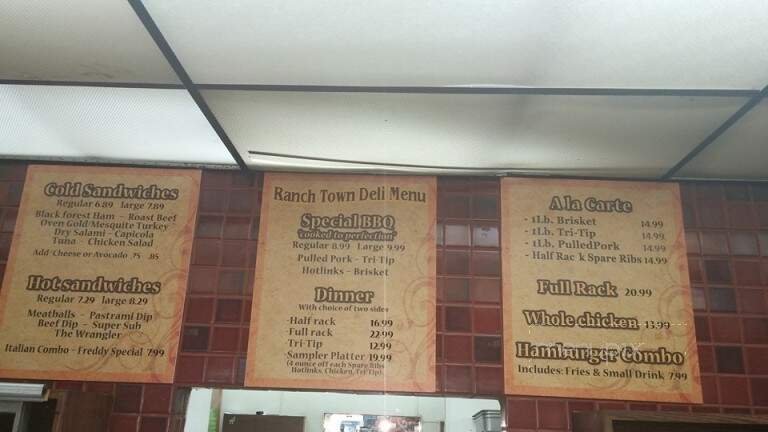 Cold Sandwiches
Regular 6.89 large 7.89
Black forest Ham - Roast Beef
Oven Gold/Mesquite Turkey
Dry Salami - Capicola
Tuna - Chicken Salad
Add Cheese or Avocado .75 .85
Hot sandwiches
Regular 7.29 large 8.29
Meatballs - Pastrami Dip
Beef Dip - Super Sub
The Wrangler
Italian Combo - Freddy Special 7.99
Ranch Town Deli Menu
Special BBQ
"cooked to perfection"
Regular 8.99 Large 9.99
Pulled Pork - Tri-Tip
Hotlinks - Brisket
Dinner
With choice of two sides
-Half rack 16.99
-Full rack 22.99
-Tri-Tip 12.99
-Sampler Platter 19.99
(4 ounce off each Spare Ribs
Hotlinks, Chicken, Tri-Tip)
A la Carte
- 1Lb. Brisket 14.99
- 1Lb. Tri-Tip 14.99
- 1Lb. PulledPork 14.99
- Half Rac k Spare Ribs 14.99
Full Rack 20.99
Whole chicken 13.99
Hamburger Combo
Includes: Fries & Small Drink 7.99